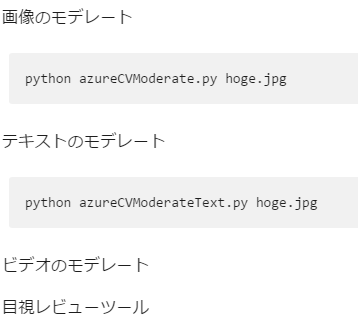 画像のモデレート
python azureCVModerate.py hoge.jpg
テキストのモデレート
python azureCVModerateText.py hoge.jpg
ビデオのモデレート
目視レビューツール